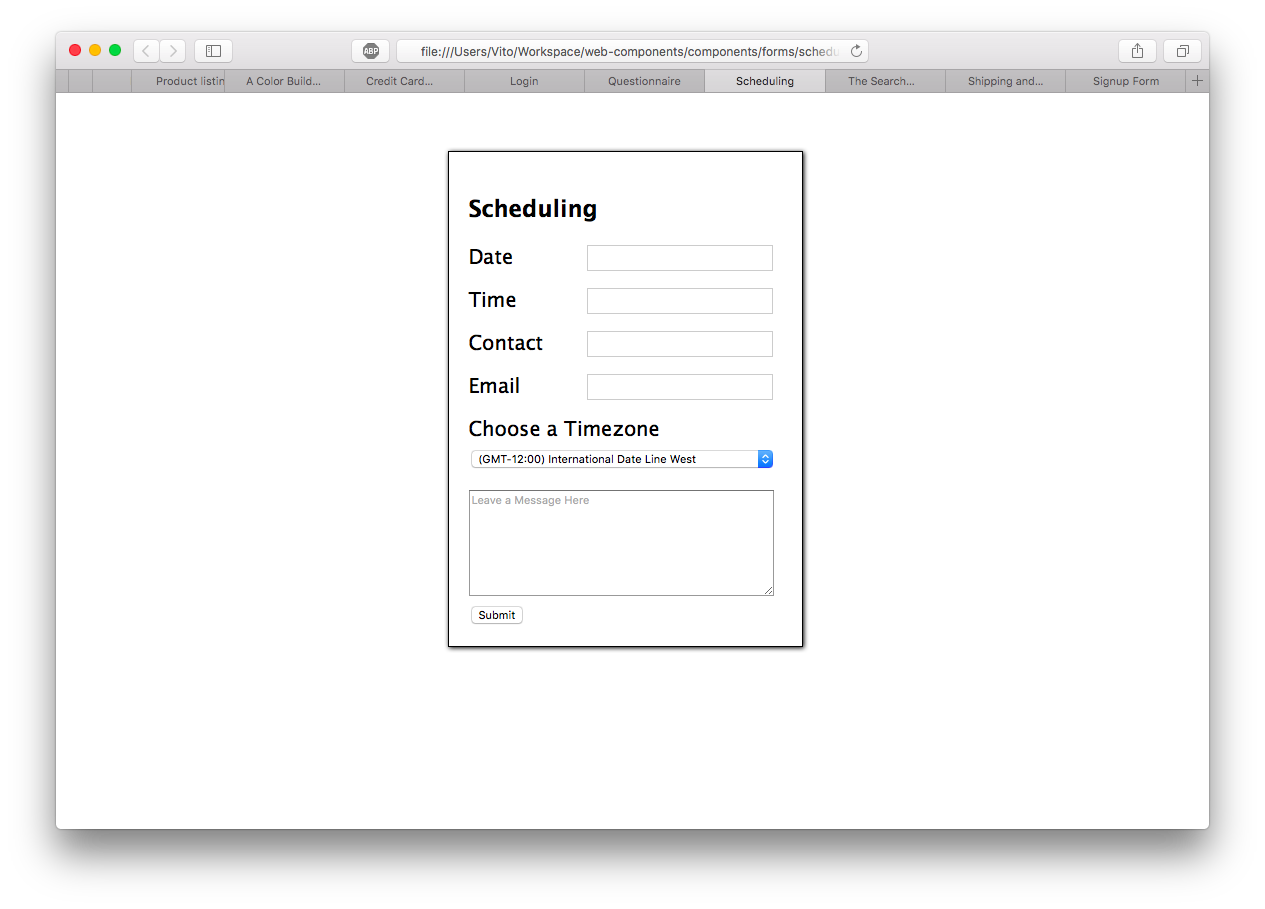 ABP
file:///Users/Vito/Workspace/web-components/components/forms/schedu
Product listin
A Color Build...
Credit Card...
Login
Questionnaire
Scheduling
The Search...
Shipping and...
Signup Form
Scheduling
Date
Time
Contact
Email
Choose a Timezone
(GMT-12:00) International Date Line West
Leave a Message Here
Submit